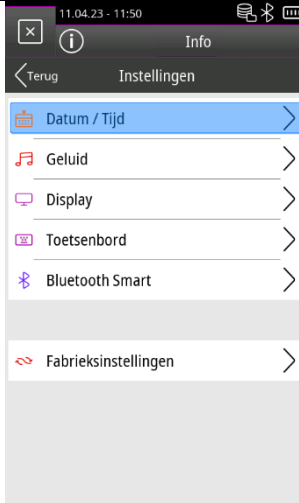 11.04.23 - 11:50
Info
Terug Instellingen
Datum / Tijd
Geluid
Display
Toetsenbord
Bluetooth Smart
Fabrieksinstellingen